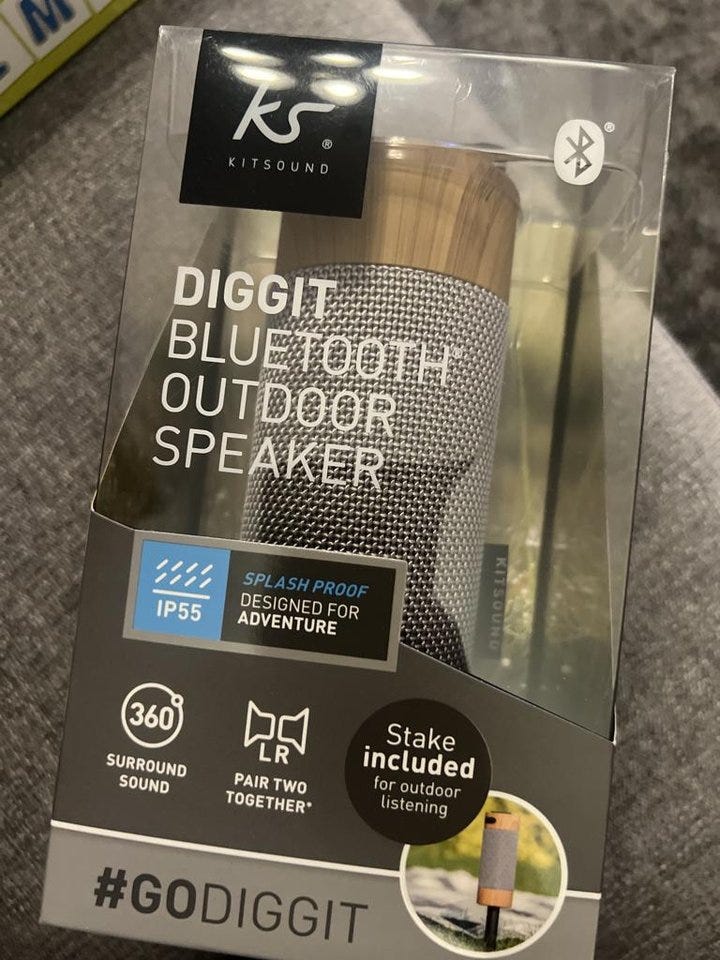 M
ks®
KITSOUND
DIGGIT
BLUETOOTH®
OUTDOOR
SPEAKER
IP55
SPLASH PROOF
DESIGNED FOR
ADVENTURE
KITSOUND
360°
SURROUND
SOUND
LR
PAIR TWO
TOGETHER*
Stake
included
for outdoor
listening
#GODIGGIT